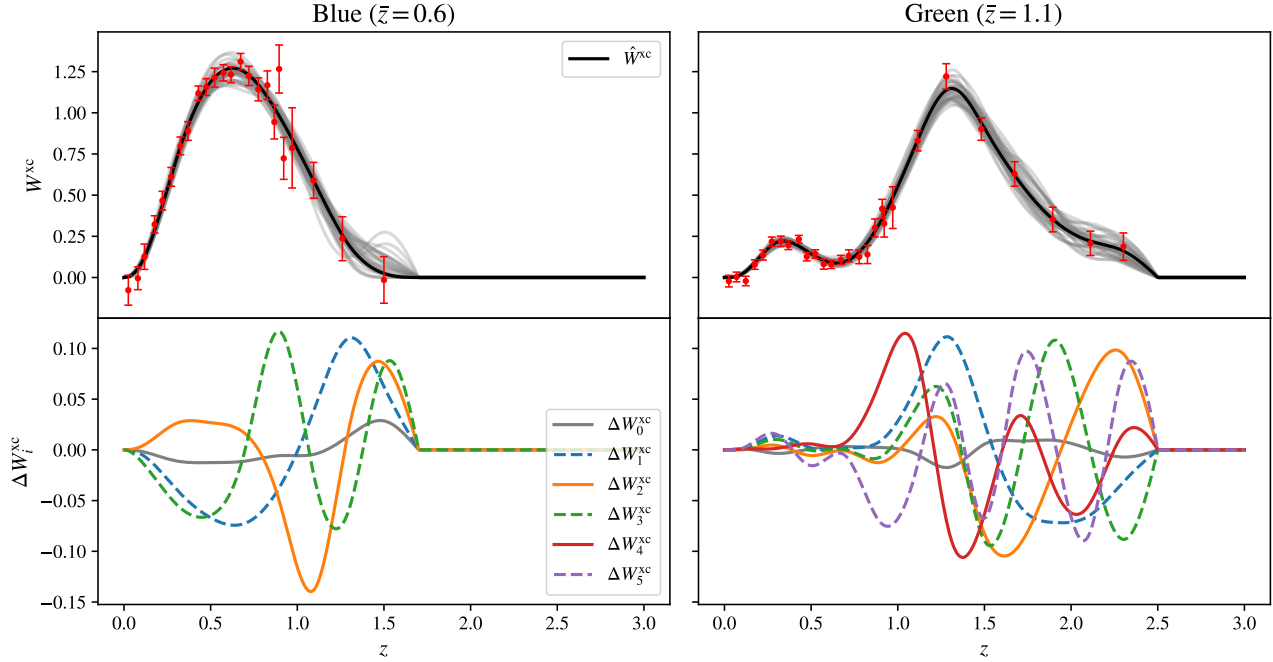 Blue (z̄=0.6)
Green (z̄=1.1)
Ŵ^xc
W^xc
1.25
1.00
0.75
0.50
0.25
0.00
ΔW_i^xc
0.10
0.05
0.00
−0.05
−0.10
−0.15
ΔW_0^xc
ΔW_1^xc
ΔW_2^xc
ΔW_3^xc
ΔW_4^xc
ΔW_5^xc
0.0 0.5 1.0 1.5 2.0 2.5 3.0
z
0.0 0.5 1.0 1.5 2.0 2.5 3.0
z